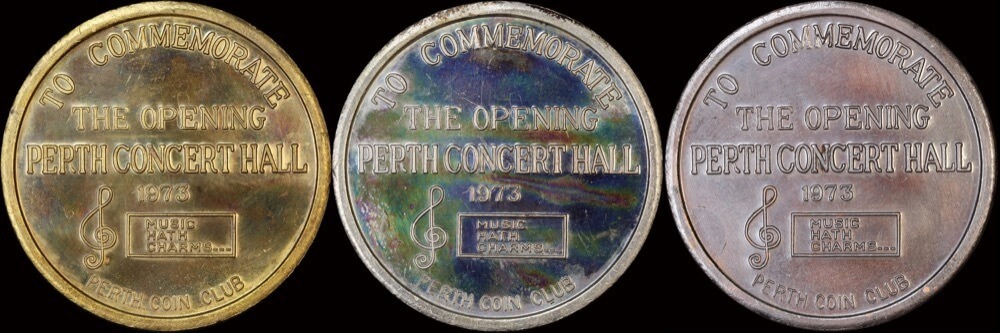 TO COMMEMORATE
THE OPENING
PERTH CONCERT HALL
1973
MUSIC
HATH
CHARMS...
PERTH COIN CLUB
TO COMMEMORATE
THE OPENING
PERTH CONCERT HALL
1973
MUSIC
HATH
CHARMS...
PERTH COIN CLUB
TO COMMEMORATE
THE OPENING
PERTH CONCERT HALL
1973
MUSIC
HATH
CHARMS...
PERTH COIN CLUB